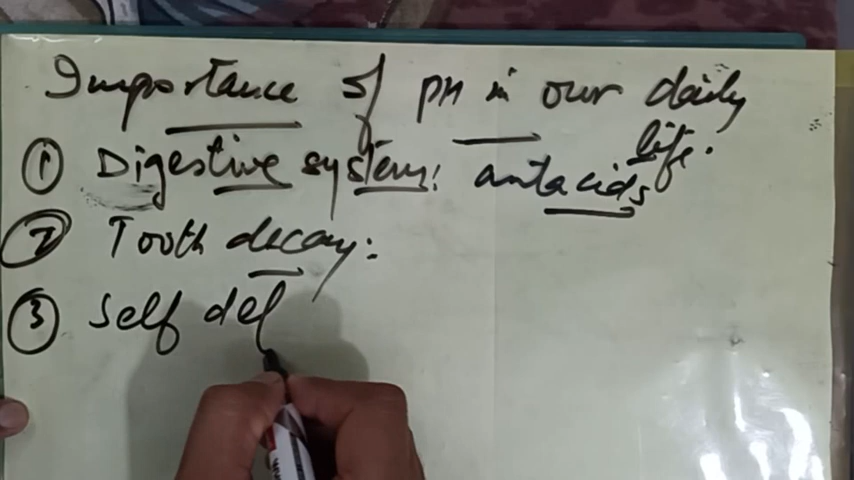 Importance of pH in our daily life.
① Digestive system: antacids
② Tooth decay:
③ Self def